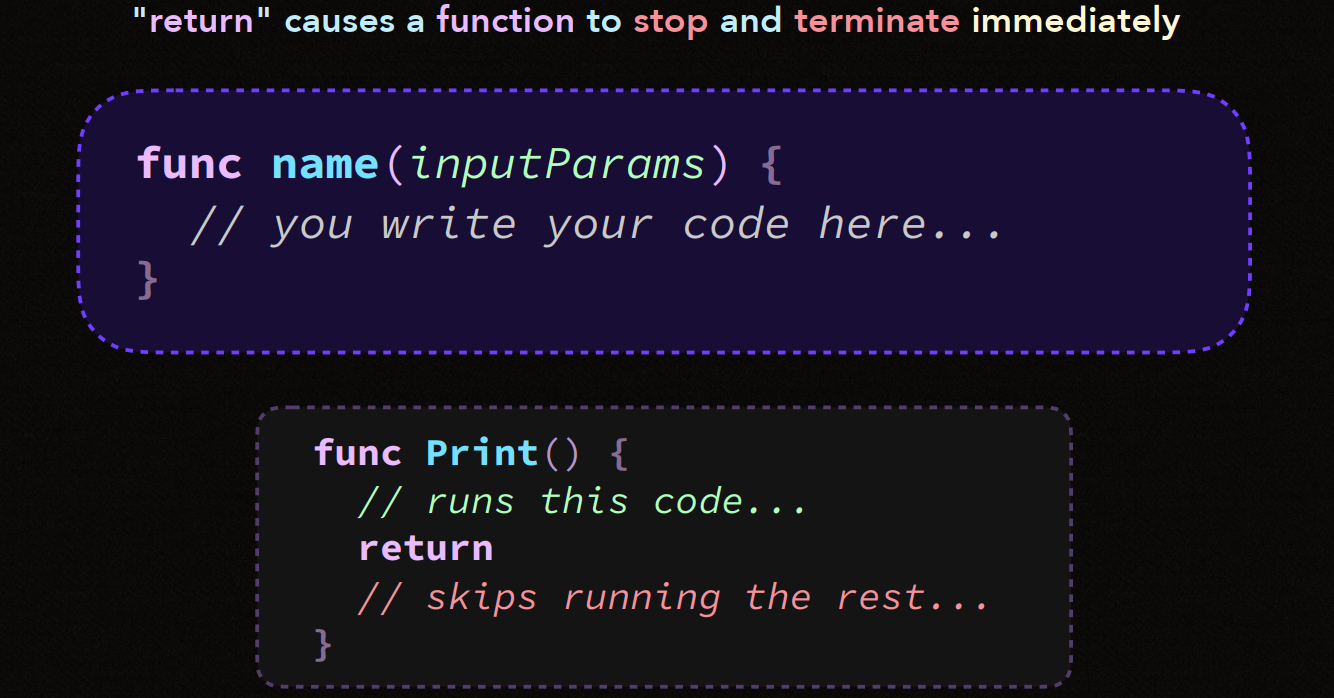 "return" causes a function to stop and terminate immediately
func name(inputParams) {
// you write your code here...
}
func Print() {
// runs this code...
return
// skips running the rest...
}